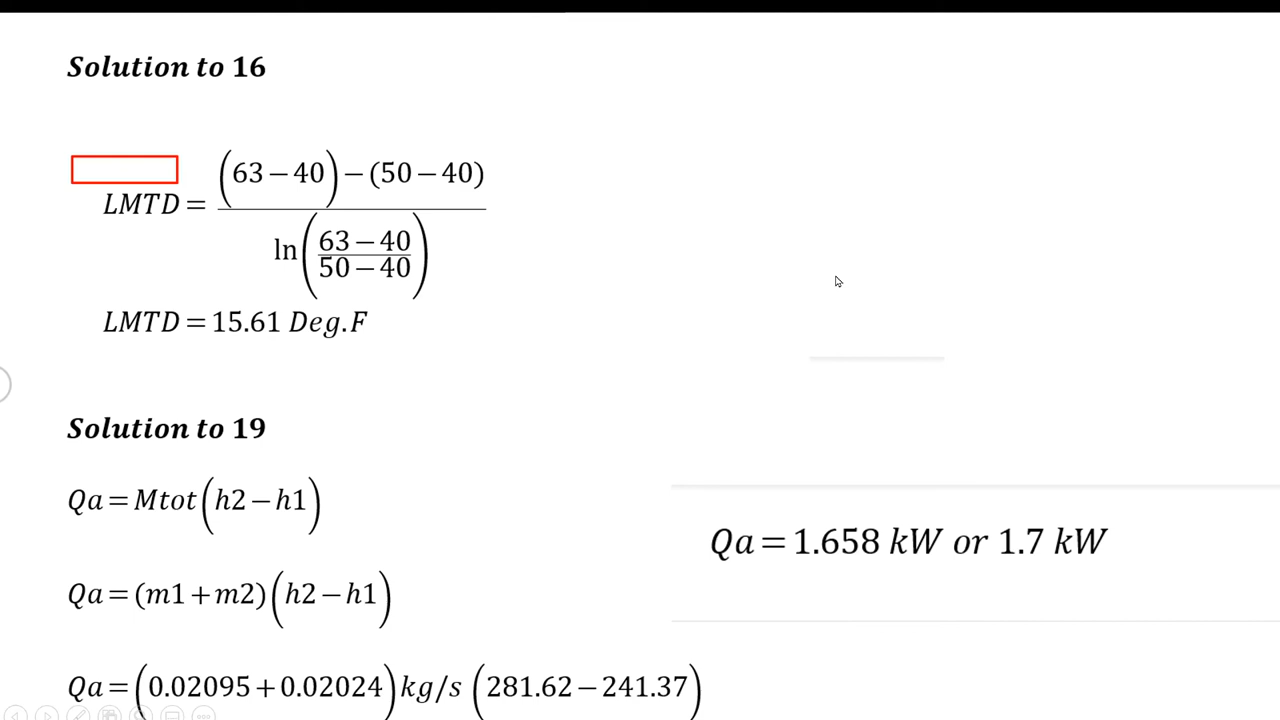 Solution to 16
LMTD = (63 − 40) − (50 − 40)
ln(63 − 40
50 − 40)
LMTD = 15.61 Deg.F
Solution to 19
Qa = Mtot(h2 − h1)
Qa = (m1 + m2)(h2 − h1)
Qa = (0.02095 + 0.02024)kg/s (281.62 − 241.37)
Qa = 1.658 kW or 1.7 kW